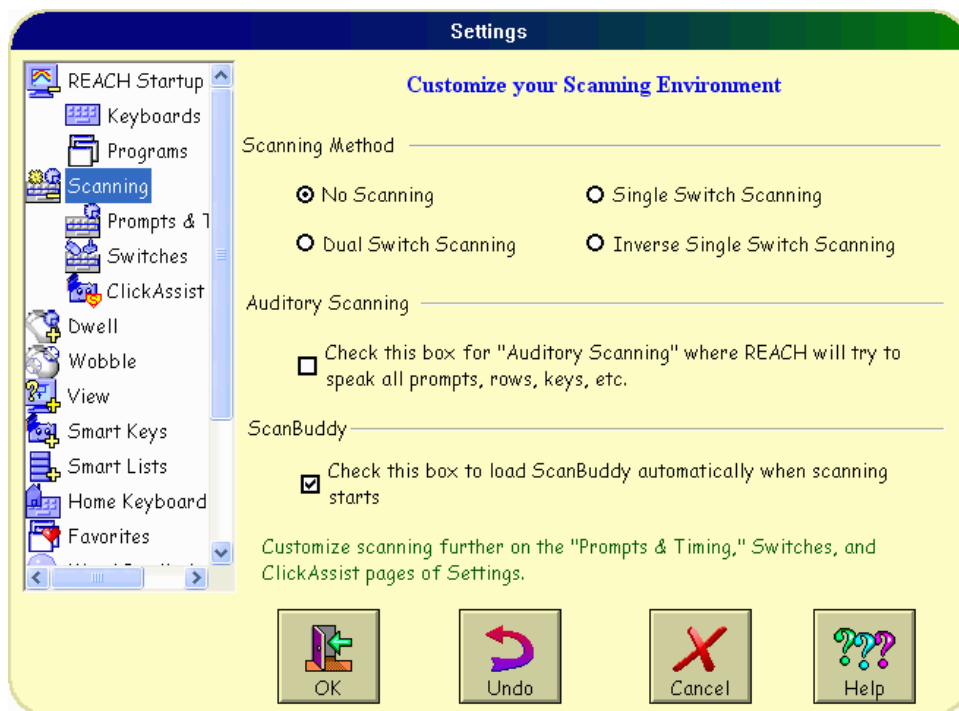 Settings
REACH Startup
Keyboards
Programs
Scanning
Prompts & T
Switches
ClickAssist
Dwell
Wobble
View
Smart Keys
Smart Lists
Home Keyboard
Favorites
Customize your Scanning Environment
Scanning Method
No Scanning
Single Switch Scanning
Dual Switch Scanning
Inverse Single Switch Scanning
Auditory Scanning
Check this box for "Auditory Scanning" where REACH will try to
speak all prompts, rows, keys, etc.
ScanBuddy
Check this box to load ScanBuddy automatically when scanning
starts
Customize scanning further on the "Prompts & Timing," Switches, and
ClickAssist pages of Settings.
OK
Undo
Cancel
Help